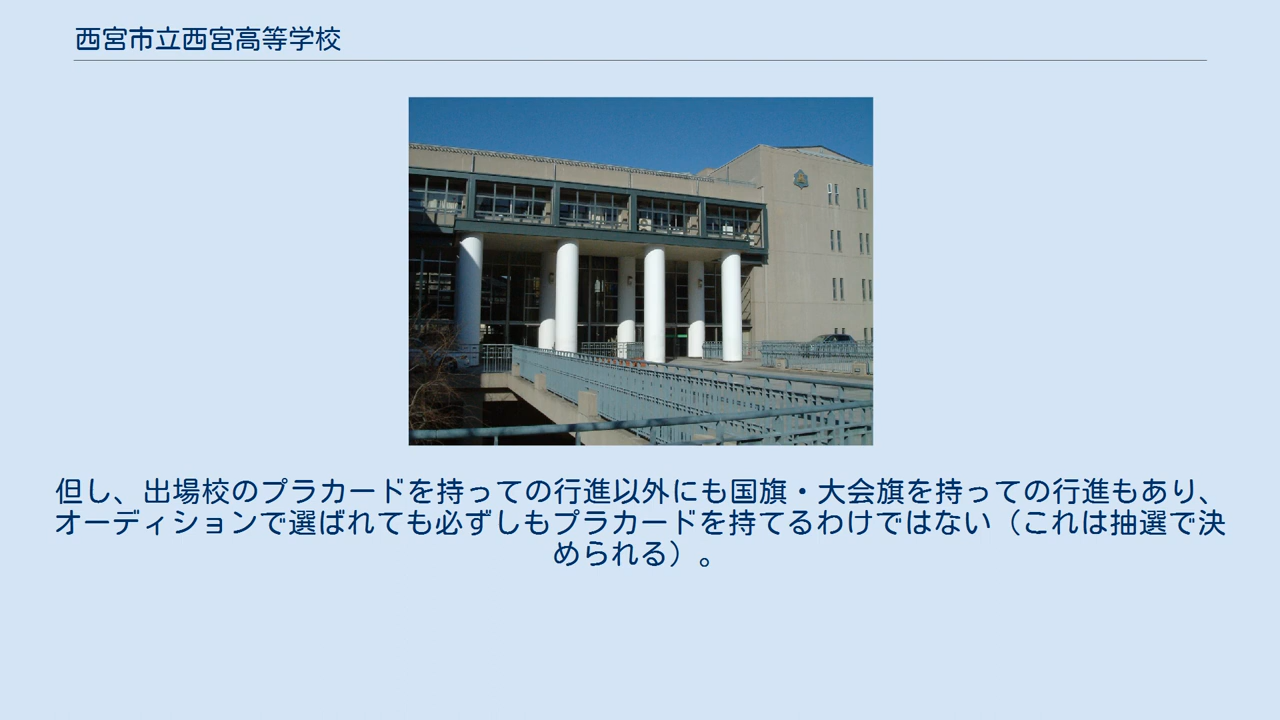 西宮市立西宮高等学校
但し、出場校のプラカードを持っての行進以外にも国旗・大会旗を持っての行進もあり、
オーディションで選ばれても必ずしもプラカードを持てるわけではない（これは抽選で決
められる）。